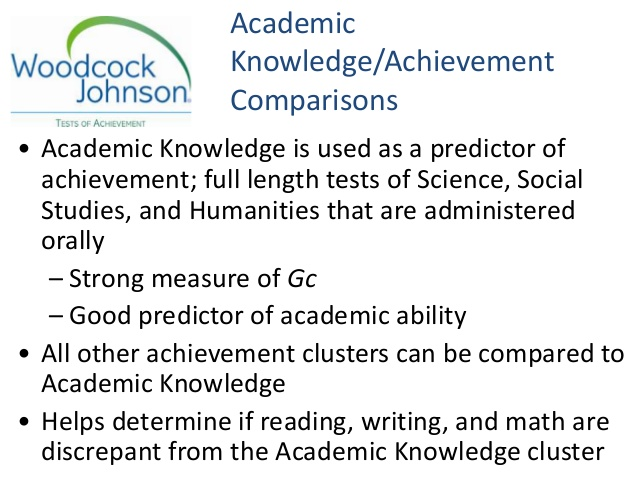 Woodcock
Johnson
TESTS OF ACHIEVEMENT
Academic
Knowledge/Achievement
Comparisons
• Academic Knowledge is used as a predictor of
achievement; full length tests of Science, Social
Studies, and Humanities that are administered
orally
– Strong measure of Gc
– Good predictor of academic ability
• All other achievement clusters can be compared to
Academic Knowledge
• Helps determine if reading, writing, and math are
discrepant from the Academic Knowledge cluster